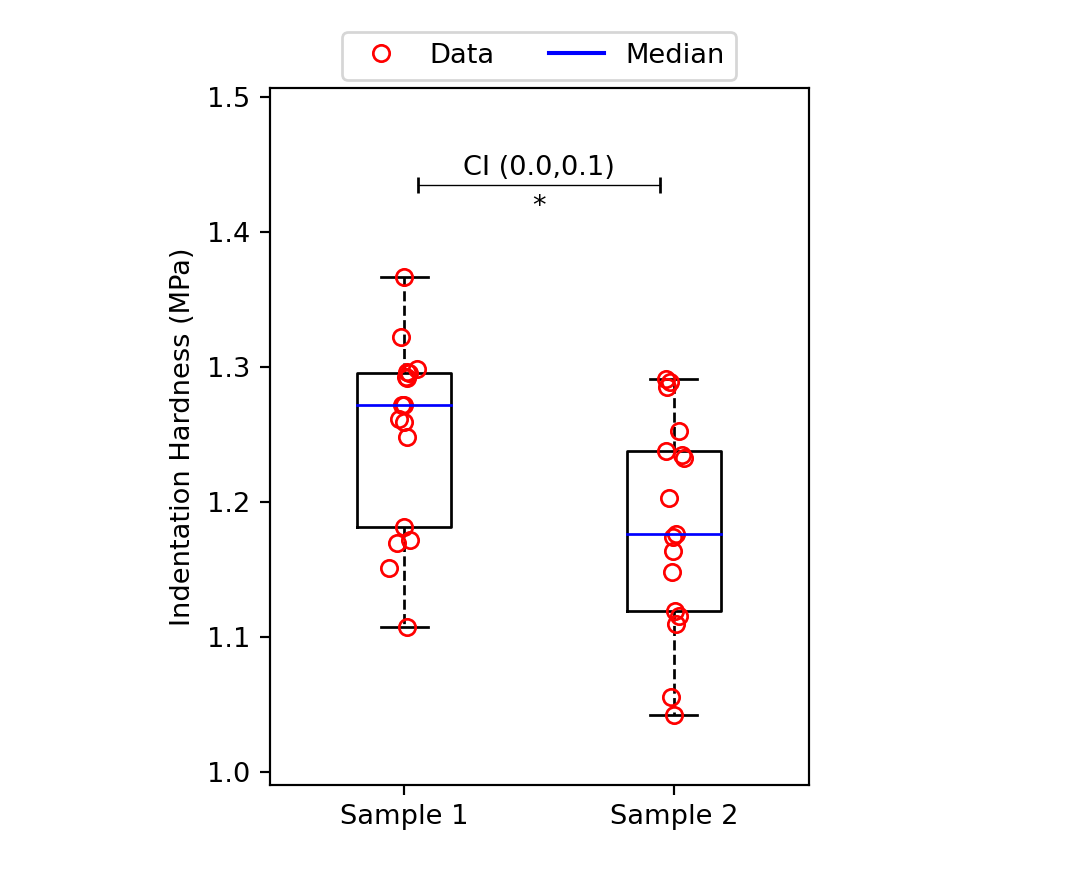 Data Median
1.5
1.4
1.3
1.2
1.1
1.0
Indentation Hardness (MPa)
CI (0.0,0.1)
*
Sample 1 Sample 2